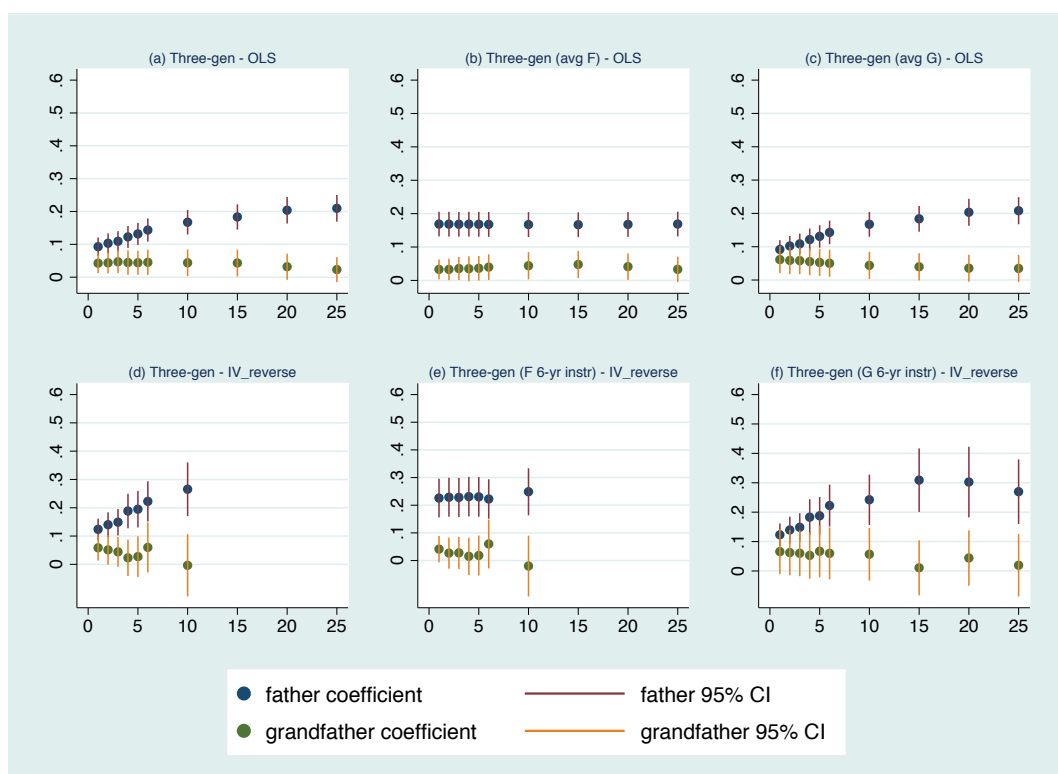 (a) Three-gen - OLS
(b) Three-gen (avg F) - OLS
(c) Three-gen (avg G) - OLS
.6
.5
.4
.3
.2
.1
0
0 5 10 15 20 25
.6
.5
.4
.3
.2
.1
0
0 5 10 15 20 25
.6
.5
.4
.3
.2
.1
0
0 5 10 15 20 25
(d) Three-gen - IV_reverse
(e) Three-gen (F 6-yr instr) - IV_reverse
(f) Three-gen (G 6-yr instr) - IV_reverse
.6
.5
.4
.3
.2
.1
0
0 5 10 15 20 25
.6
.5
.4
.3
.2
.1
0
0 5 10 15 20 25
.6
.5
.4
.3
.2
.1
0
0 5 10 15 20 25
father coefficient
father 95% CI
grandfather coefficient
grandfather 95% CI